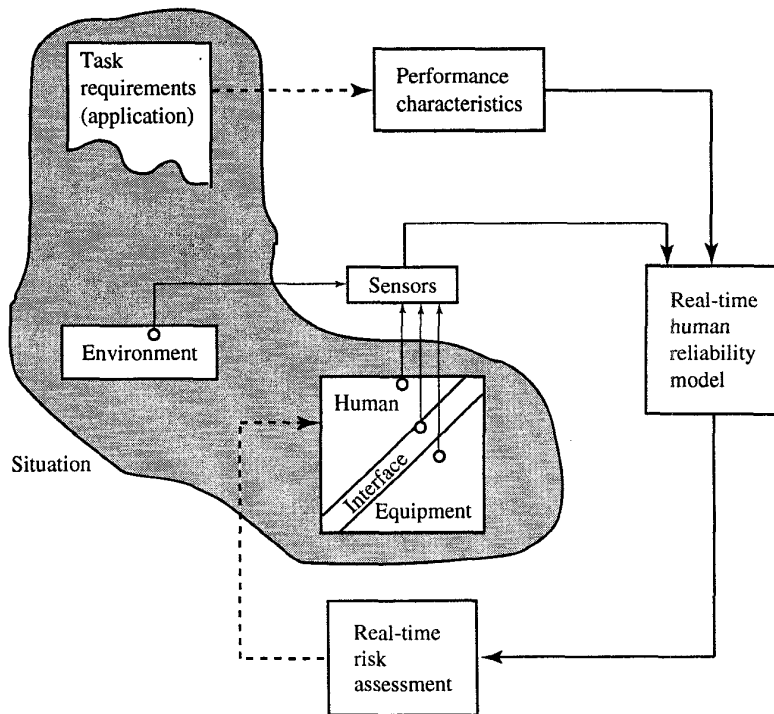 Task
requirements
(application)
Performance
characteristics
Sensors
Environment
Real-time
human
reliability
model
Human
Interface
Equipment
Situation
Real-time
risk
assessment